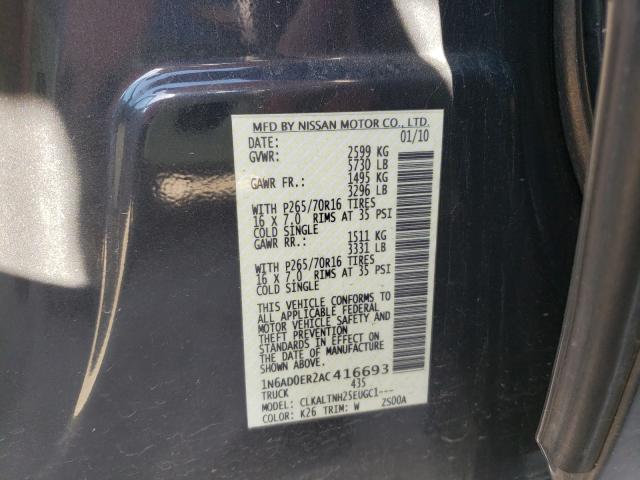 MFD BY NISSAN MOTOR CO., LTD.
DATE: 01/10
GVWR: 2599 KG
5730 LB
GAWR FR.: 1495 KG
3296 LB
WITH P265/70R16 TIRES
16 X 7.0 RIMS AT 35 PSI
COLD SINGLE
GAWR RR.: 1511 KG
3331 LB
WITH P265/70R16 TIRES
16 X 7.0 RIMS AT 35 PSI
COLD SINGLE
THIS VEHICLE CONFORMS TO
ALL APPLICABLE FEDERAL
MOTOR VEHICLE SAFETY AND
THEFT PREVENTION
STANDARDS IN EFFECT ON
THE DATE OF MANUFACTURE
1N6AD0ER2AC416693
TRUCK 435
MODEL: CLKALTNH25EUGC1---
COLOR: K26 TRIM: W 2S00A